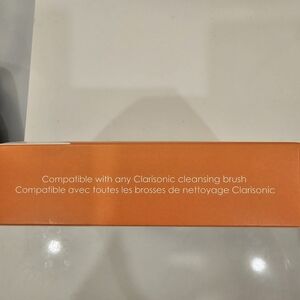 Compatible with any Clarisonic cleansing brush
Compatible avec toutes les brosses de nettoyage Clarisonic